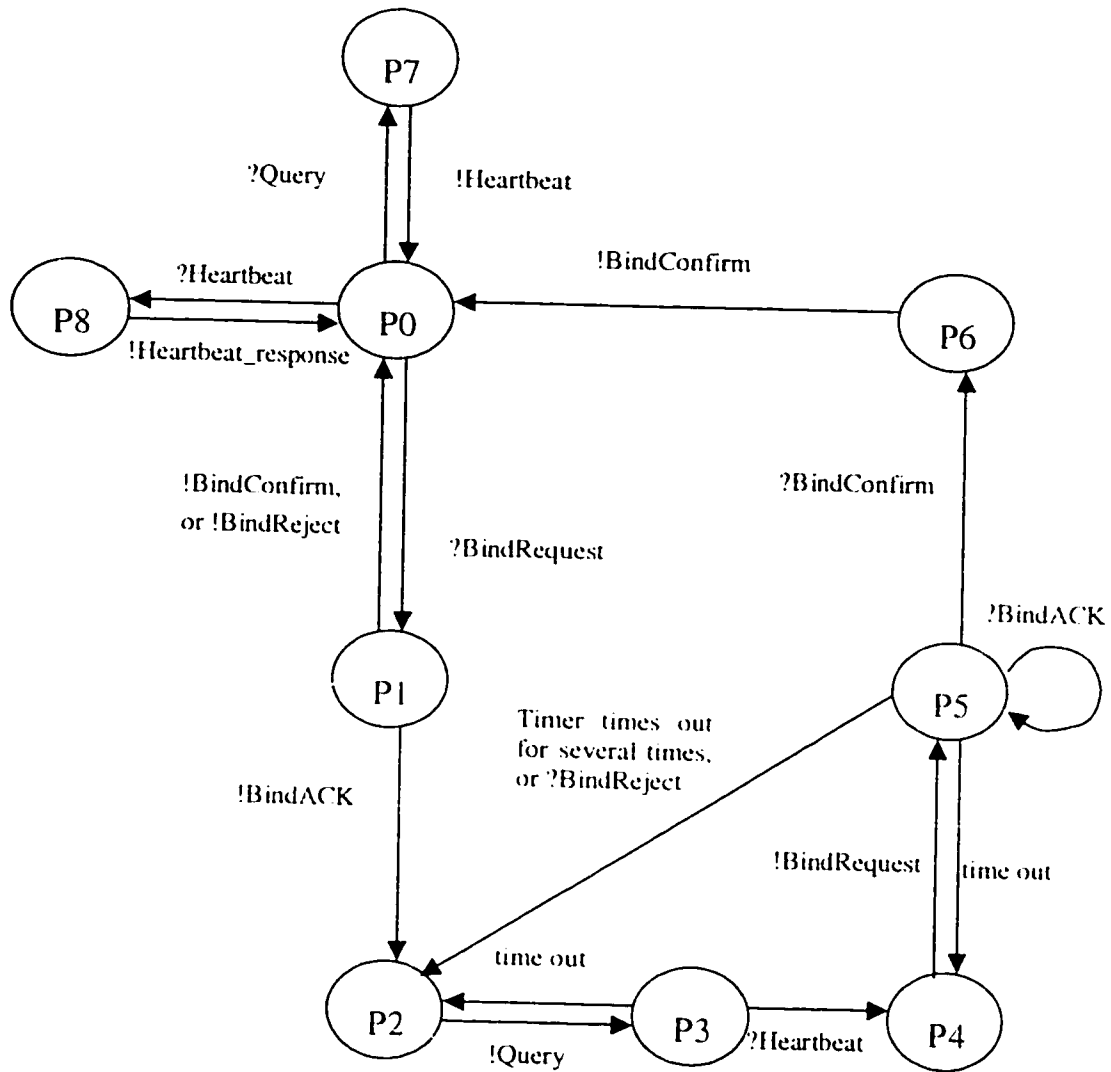 P7
?Query
!Heartbeat
!BindConfirm
?Heartbeat
P8
P0
P6
!Heartbeat_response
!BindConfirm,
or !BindReject
?BindConfirm
?BindRequest
?BindACK
P1
P5
Timer times out
for several times,
or ?BindReject
!BindACK
!BindRequest
time out
time out
P2
P3
P4
!Query
?Heartbeat